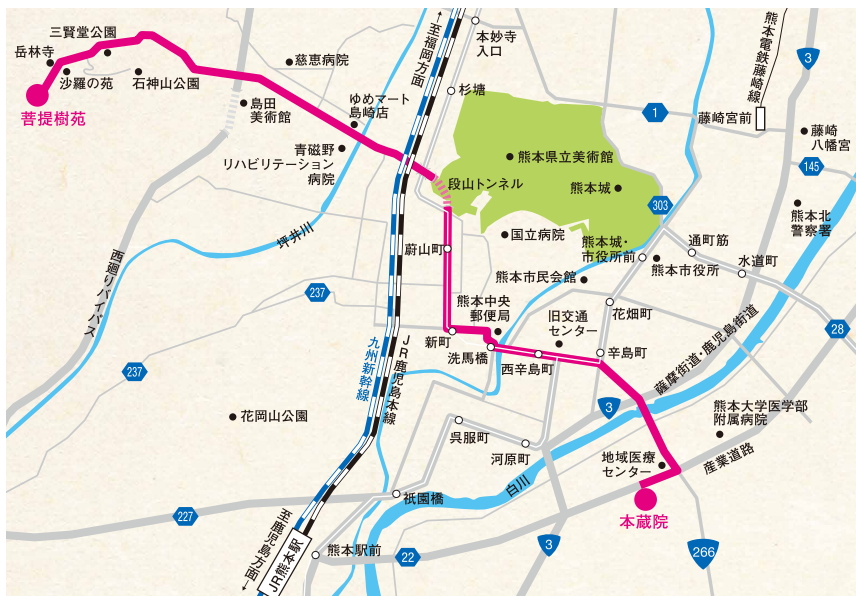 三賢堂公園
岳林寺
沙羅の苑
石神山公園
菩提樹苑
慈恵病院
島田
美術館
ゆめマート
島崎店
青磁野
リハビリテーション
病院
←至福岡方面
本妙寺
入口
杉塘
熊本電鉄藤崎線
3
1
藤崎宮前
藤崎
八幡宮
145
熊本県立美術館
熊本城
段山トンネル
303
熊本北
警察署
国立病院
熊本城・
市役所前
通町筋
熊本市役所
水道町
坪井川
蔚山町
熊本市民会館
西廻りバイパス
237
熊本中央
郵便局
旧交通
センター
花畑町
28
新町
洗馬橋
西辛島町
辛島町
薩摩街道・鹿児島街道
九州新幹線
JR鹿児島本線
237
花岡山公園
3
呉服町
河原町
熊本大学医学部
附属病院
地域医療
センター
産業道路
白川
祇園橋
本蔵院
227
至鹿児島方面→
JR熊本駅
熊本駅前
22
3
266